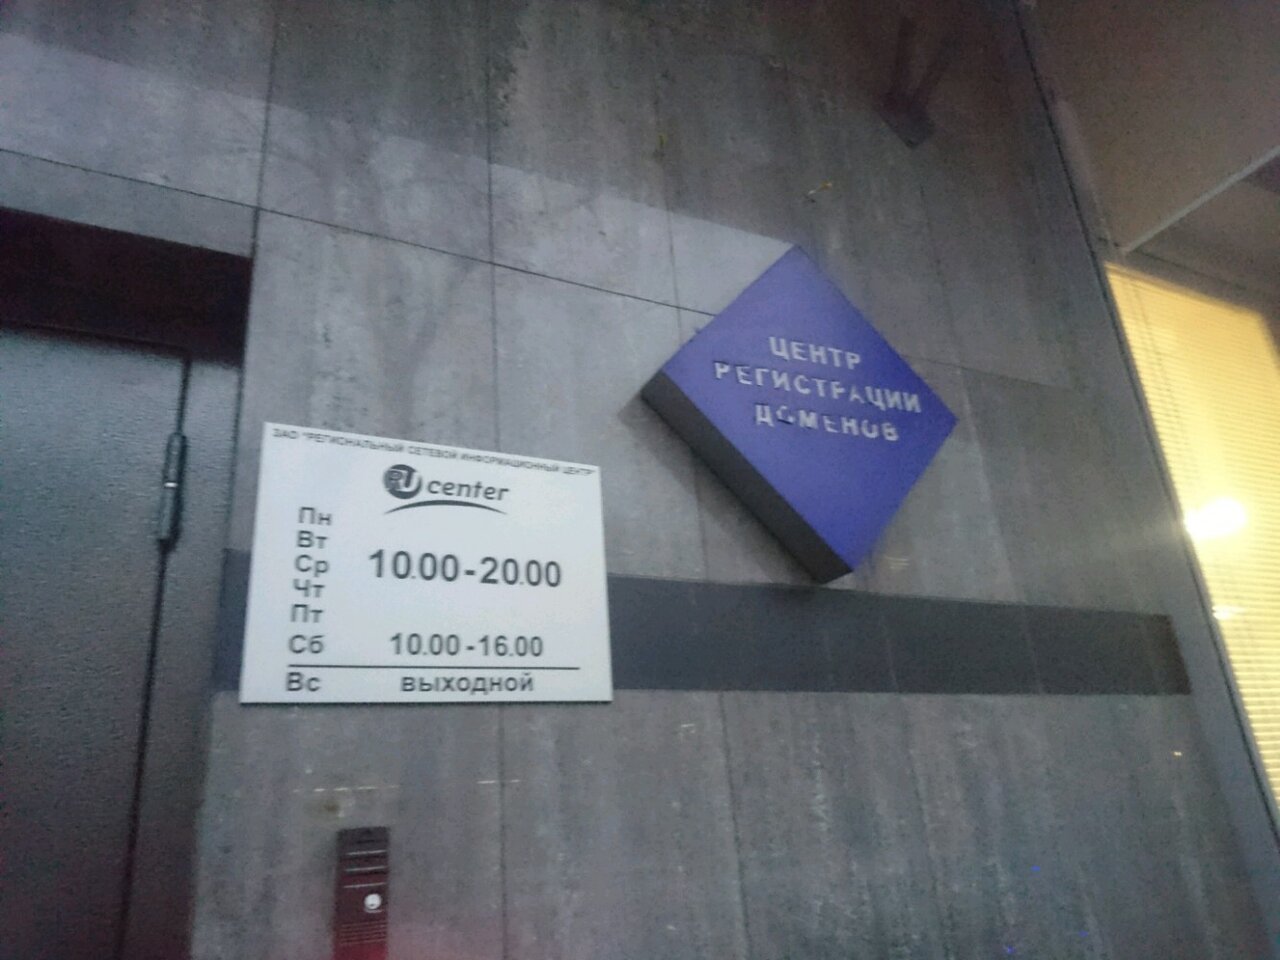 ЗАО "РЕГИОНАЛЬНЫЙ СЕТЕВОЙ ИНФОРМАЦИОННЫЙ ЦЕНТР"
RU center
Пн
Вт
Ср 10.00-20.00
Чт
Пт
Сб 10.00-16.00
Вс выходной
ЦЕНТР
РЕГИСТРАЦИИ
ДОМЕНОВ